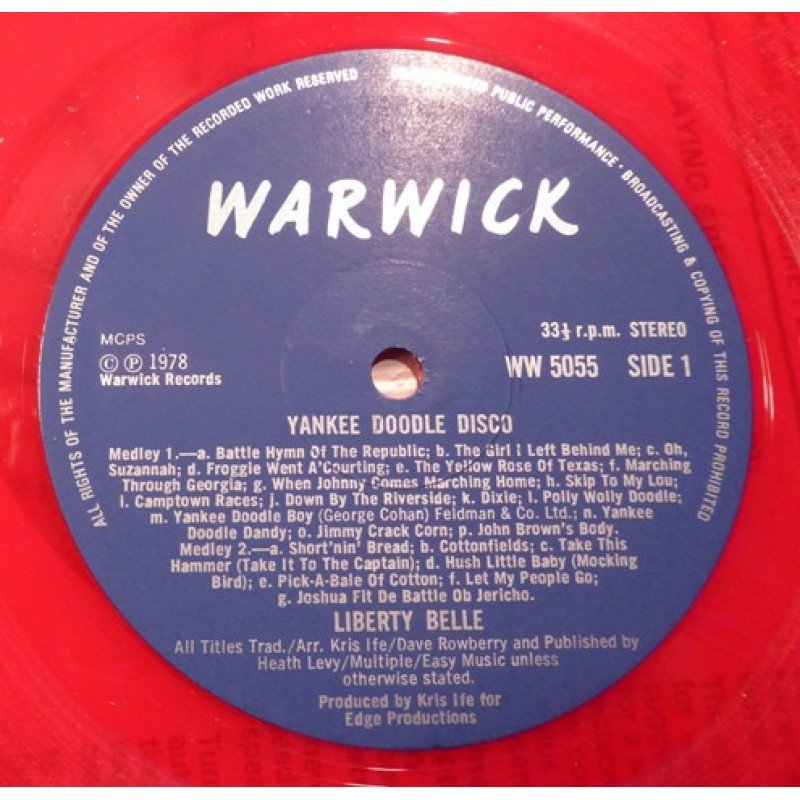 ALL RIGHTS OF THE MANUFACTURER AND OF THE OWNER OF THE RECORDED WORK RESERVED
PUBLIC PERFORMANCE · BROADCASTING & COPYING OF THIS RECORD PROHIBITED
WARWICK
MCPS
© ℗ 1978
Warwick Records
33⅓ r.p.m. STEREO
WW 5055 SIDE 1
YANKEE DOODLE DISCO
Medley 1.—a. Battle Hymn Of The Republic; b. The Girl I Left Behind Me; c. Oh,
Suzannah; d. Froggie Went A'Courting; e. The Yellow Rose Of Texas; f. Marching
Through Georgia; g. When Johnny Comes Marching Home; h. Skip To My Lou;
i. Camptown Races; j. Down By The Riverside; k. Dixie; l. Polly Wolly Doodle;
m. Yankee Doodle Boy (George Cohan) Feldman & Co. Ltd.; n. Yankee
Doodle Dandy; o. Jimmy Crack Corn; p. John Brown's Body.
Medley 2.—a. Short'nin' Bread; b. Cottonfields; c. Take This
Hammer (Take It To The Captain); d. Hush Little Baby (Mocking
Bird); e. Pick-A-Bale Of Cotton; f. Let My People Go;
g. Joshua Fit De Battle Ob Jericho.
LIBERTY BELLE
All Titles Trad./Arr. Kris Ife/Dave Rowberry and Published by
Heath Levy/Multiple/Easy Music unless
otherwise stated.
Produced by Kris Ife for
Edge Productions